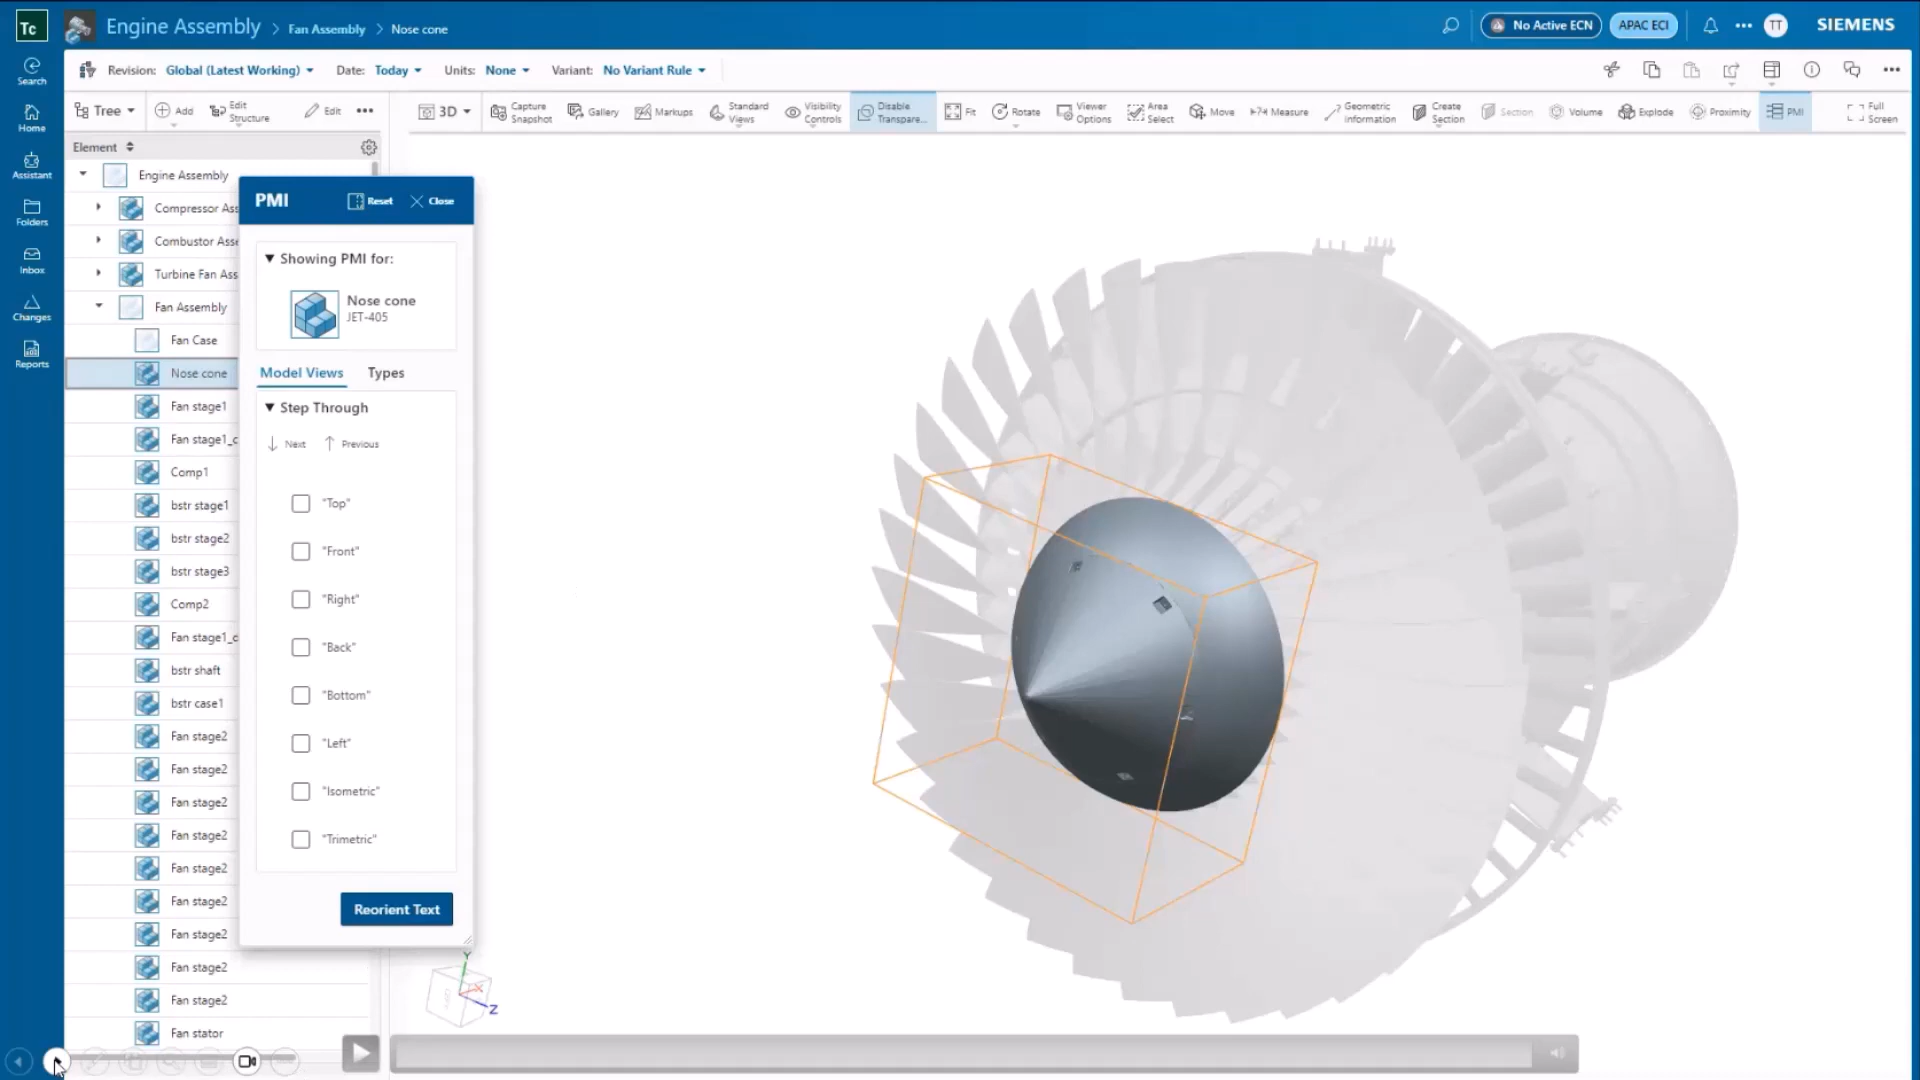 Tc
Engine Assembly > Fan Assembly > Nose cone
No Active ECN
APAC ECI
TT
SIEMENS
Revision: Global (Latest Working)
Date: Today
Units: None
Variant: No Variant Rule
Search
Home
Assistant
Folders
Inbox
Changes
Reports
Tree
Add
Edit
Structure
Edit
3D
Capture
Snapshot
Gallery
Markups
Standard
Views
Visibility
Controls
Disable
Transpare...
Fit
Rotate
Viewer
Options
Area
Select
Move
Measure
Geometric
Information
Create
Section
Section
Volume
Explode
Proximity
PMI
Full
Screen
Element
Engine Assembly
Compressor Ass
Combustor Asse
Turbine Fan Ass
Fan Assembly
Fan Case
Nose cone
Fan stage1
Fan stage1_c
Comp1
bstr stage1
bstr stage2
bstr stage3
Comp2
Fan stage1_d
bstr shaft
bstr case1
Fan stage2
Fan stage2
Fan stage2
Fan stage2
Fan stage2
Fan stage2
Fan stage2
Fan stage2
Fan stage2
Fan stator
PMI
Reset
Close
Showing PMI for:
Nose cone
JET-405
Model Views
Types
Step Through
Next
Previous
"Top"
"Front"
"Right"
"Back"
"Bottom"
"Left"
"Isometric"
"Trimetric"
Reorient Text
Y
X
Z